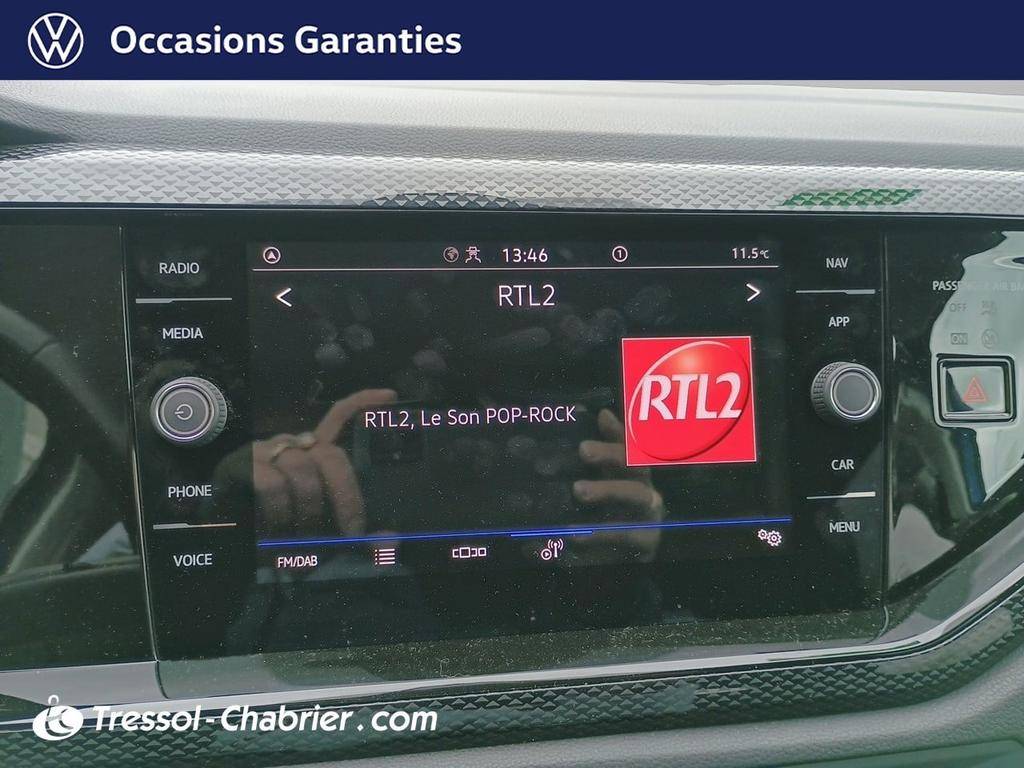 Occasions Garanties
RADIO
MEDIA
PHONE
VOICE
13:46
1
11.5°C
RTL2
RTL2, Le Son POP-ROCK
RTL2
FM/DAB
NAV
APP
CAR
MENU
PASSENGER AIR BAG
OFF
ON
Tressol-Chabrier.com